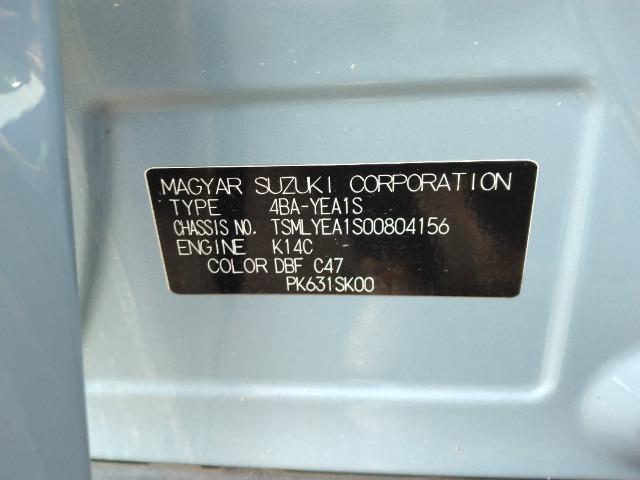 MAGYAR SUZUKI CORPORATION
TYPE 4BA-YEA1S
CHASSIS NO. TSMLYEA1S00804156
ENGINE K14C
COLOR DBF C47
PK631SK00